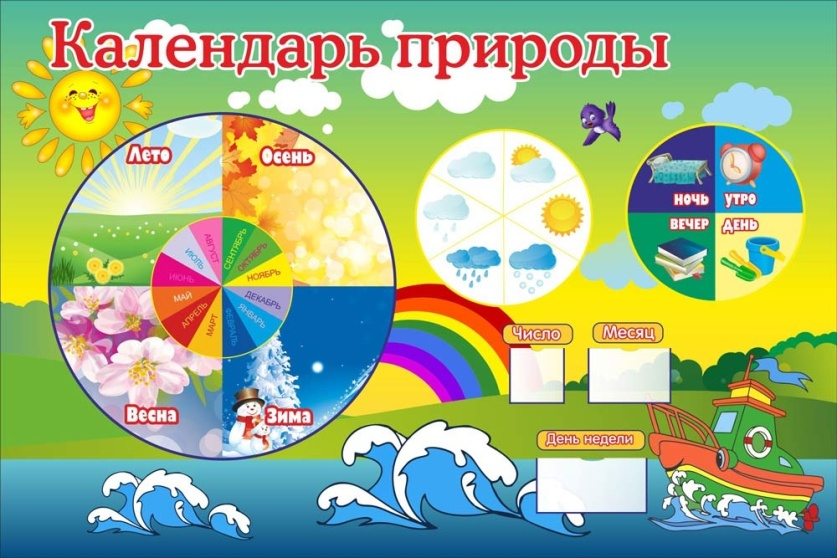 Календарь природы
Лето
Осень
АВГУСТ
СЕНТЯБРЬ
ИЮЛЬ
ОКТЯБРЬ
ИЮНЬ
НОЯБРЬ
МАЙ
ДЕКАБРЬ
АПРЕЛЬ
ЯНВАРЬ
МАРТ
ФЕВРАЛЬ
Весна
Зима
НОЧЬ
УТРО
ВЕЧЕР
ДЕНЬ
Число
Месяц
День недели